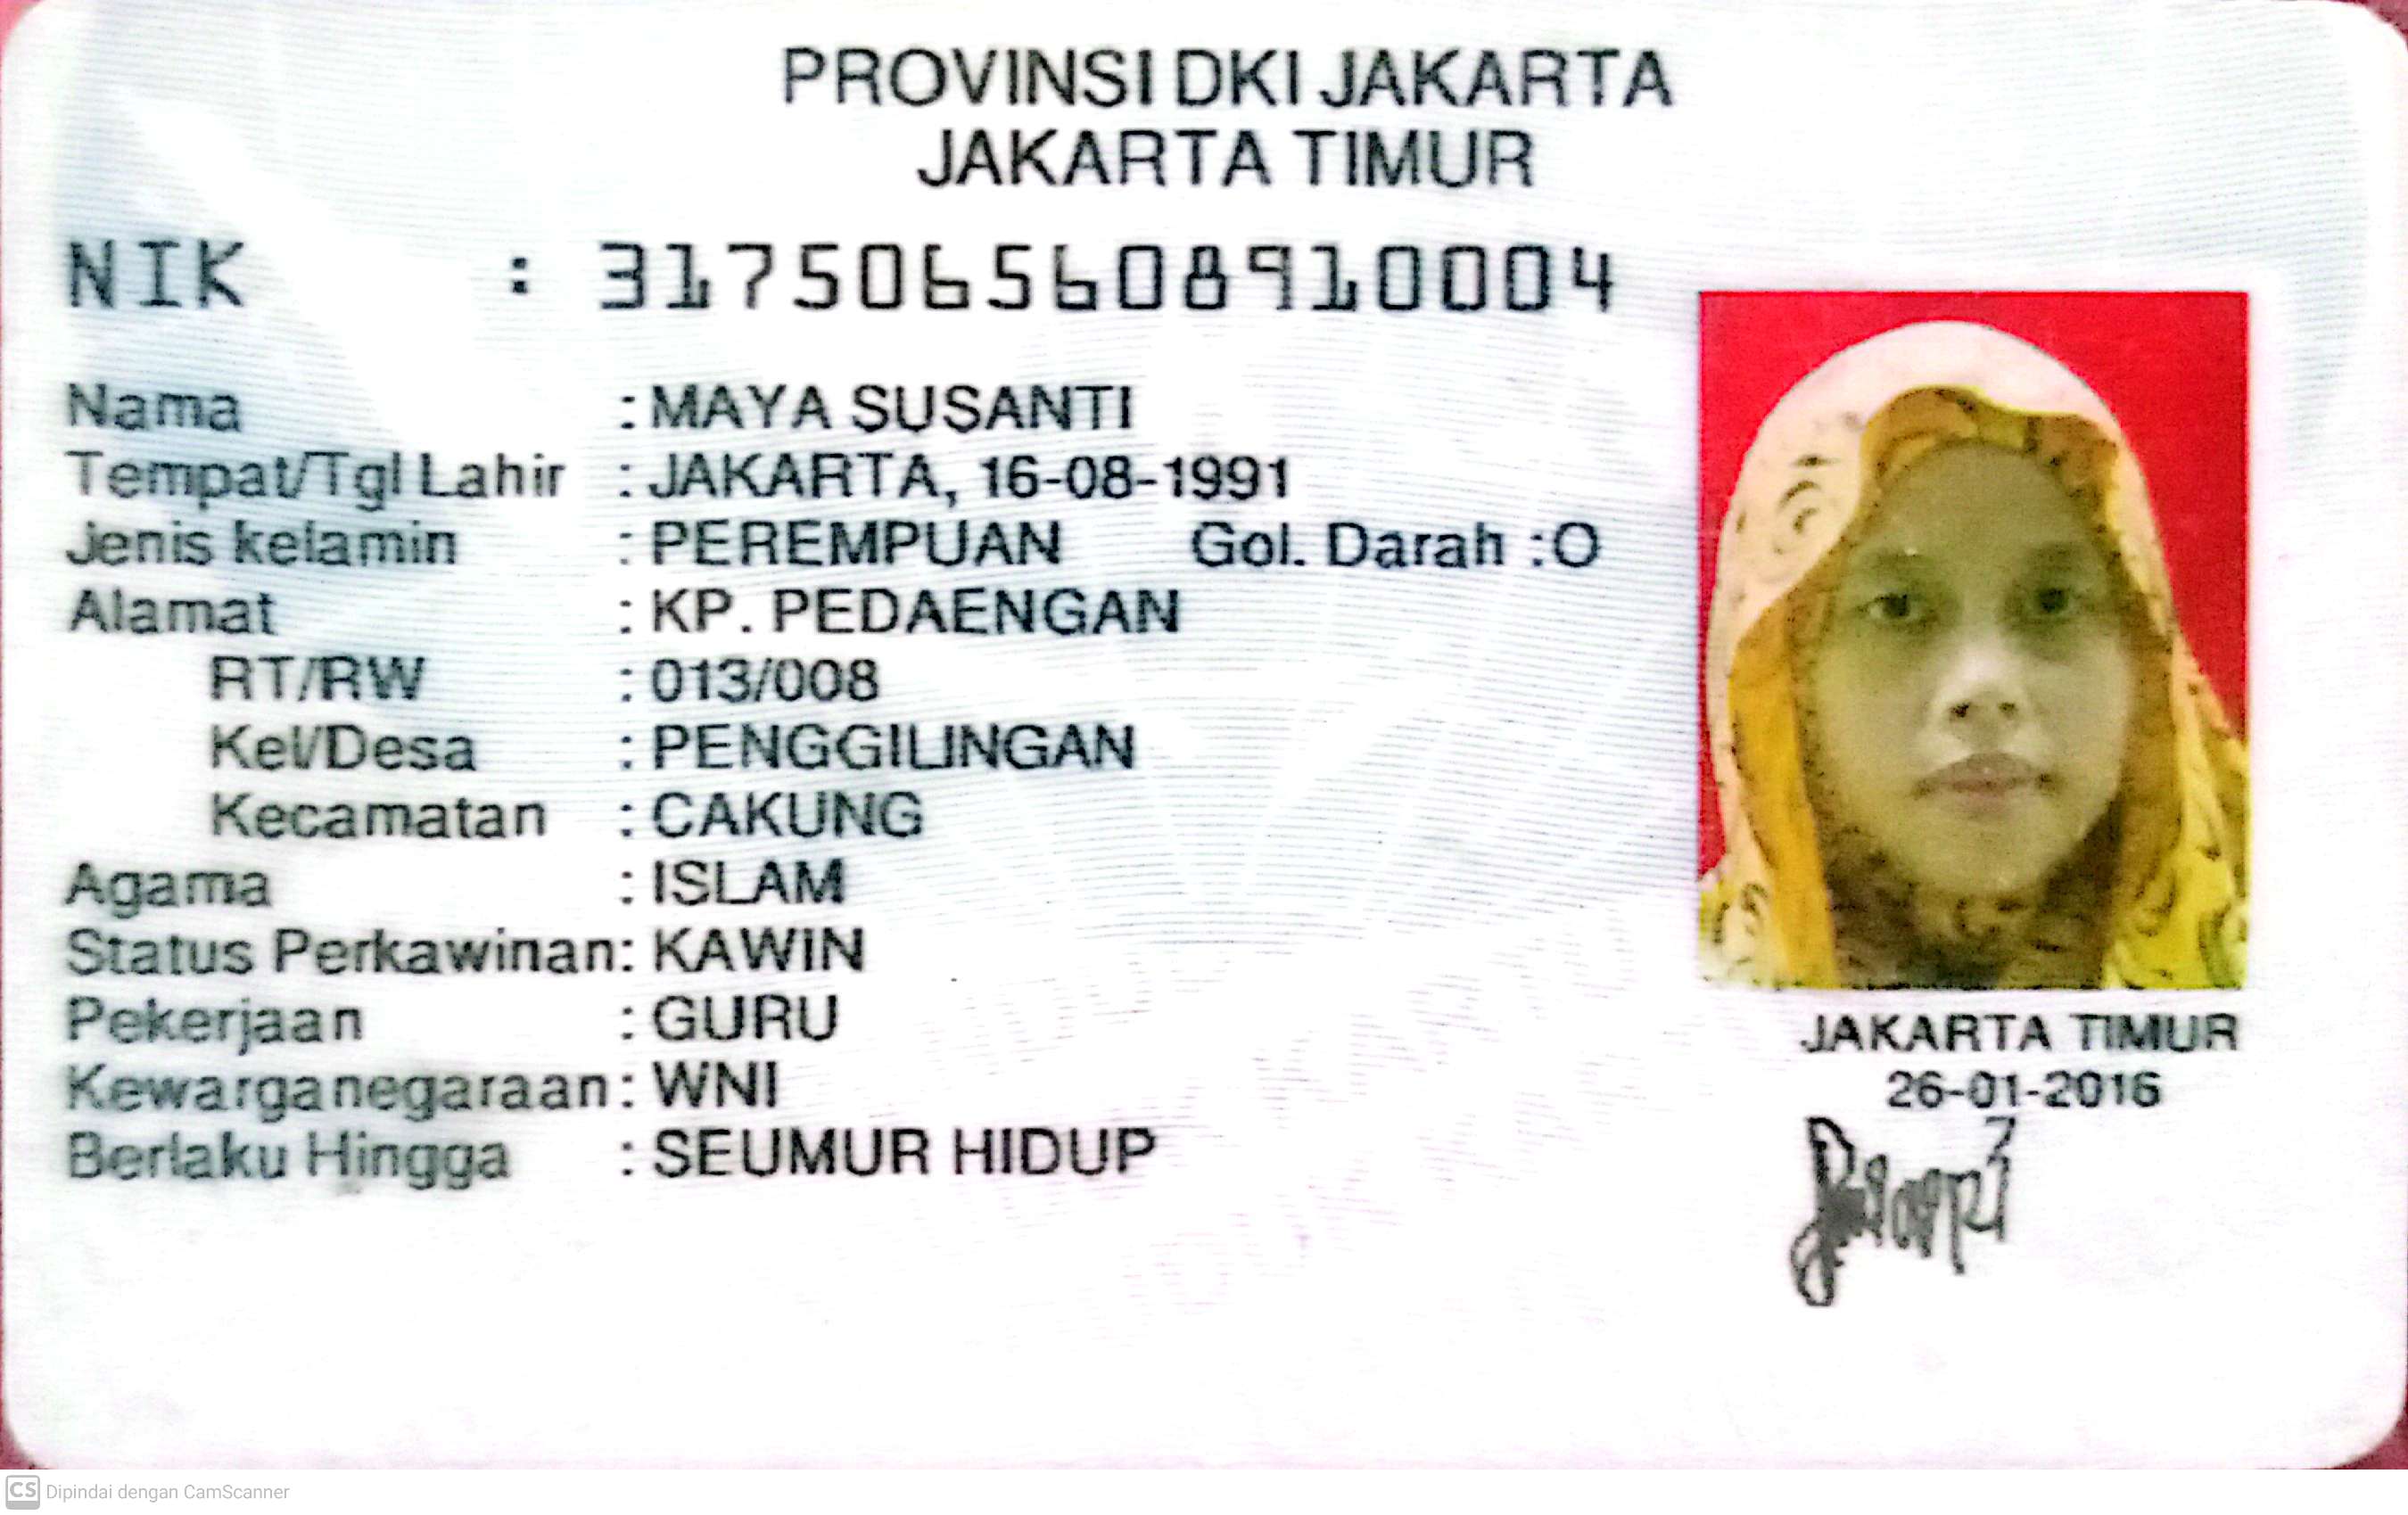 PROVINSI DKI JAKARTA
JAKARTA TIMUR
NIK : 3175065608910004
Nama : MAYA SUSANTI
Tempat/Tgl Lahir : JAKARTA, 16-08-1991
Jenis kelamin : PEREMPUAN Gol. Darah : O
Alamat : KP. PEDAENGAN
RT/RW : 013/008
Kel/Desa : PENGGILINGAN
Kecamatan : CAKUNG
Agama : ISLAM
Status Perkawinan: KAWIN
Pekerjaan : GURU
Kewarganegaraan: WNI
Berlaku Hingga : SEUMUR HIDUP
JAKARTA TIMUR
26-01-2016
CS Dipindai dengan CamScanner